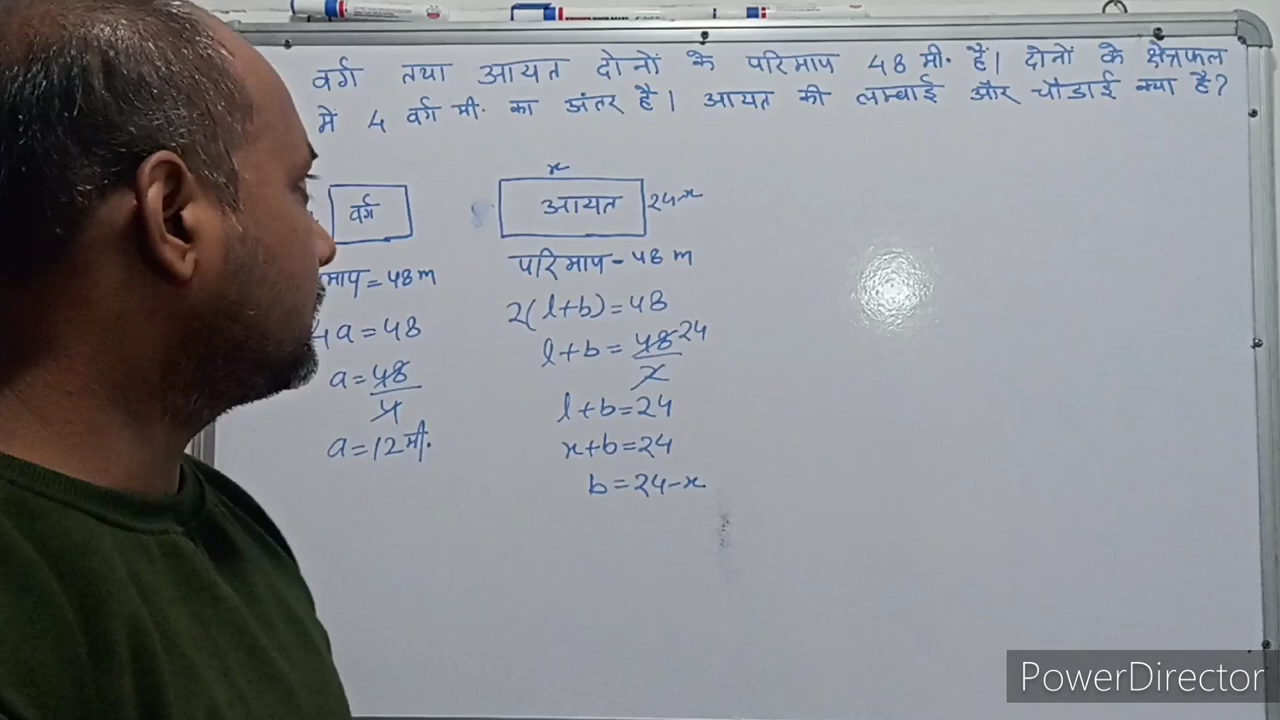 वर्ग तथा आयत दोनों के परिमाप 48 मी. हैं। दोनों के क्षेत्रफल
में 4 वर्ग मी. का अंतर है। आयत की लम्बाई और चौडाई क्या है?
वर्ग
x
आयत
24-x
माप = 48m
4a = 48
a = 48
4
a = 12 मी.
परिमाप - 48 m
2(l+b) = 48
l+b = 48 24
2
l+b = 24
x+b = 24
b = 24-x
PowerDirector